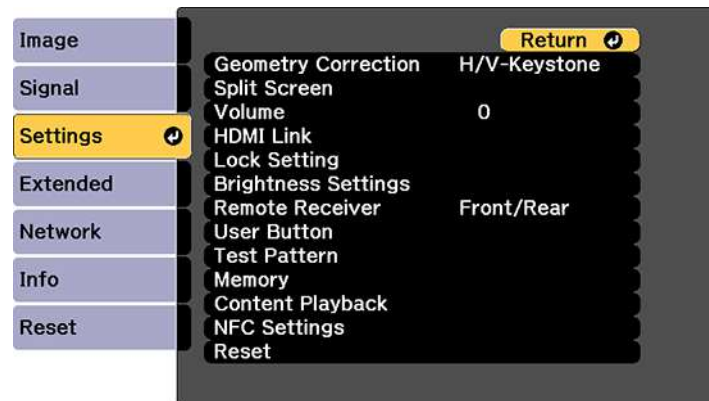 Image
Signal
Settings
Extended
Network
Info
Reset
Return
Geometry Correction H/V-Keystone
Split Screen
Volume 0
HDMI Link
Lock Setting
Brightness Settings
Remote Receiver Front/Rear
User Button
Test Pattern
Memory
Content Playback
NFC Settings
Reset